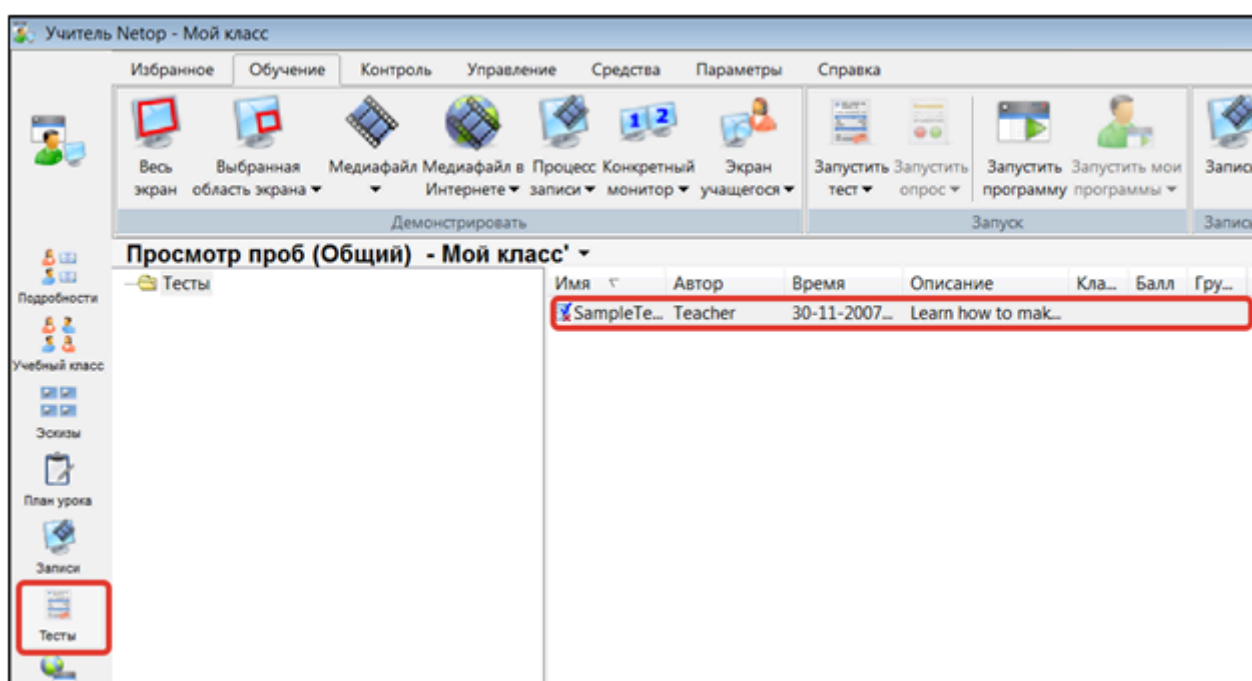 Учитель Netop - Мой класс
Избранное Обучение Контроль Управление Средства Параметры Справка
1 2
Весь Выбранная Медиафайл Медиафайл в Процесс Конкретный Экран Запустить Запустить Запустить Запустить мои
экран область экрана Интернете записи монитор учащегося тест опрос программу программы
Демонстрировать Запуск
Просмотр проб (Общий) - Мой класс'
Тесты
Имя Автор Время Описание Кла... Балл Гру...
SampleTe... Teacher 30-11-2007... Learn how to mak...
Подробности
Учебный класс
Эскизы
План урока
Записи
Тесты